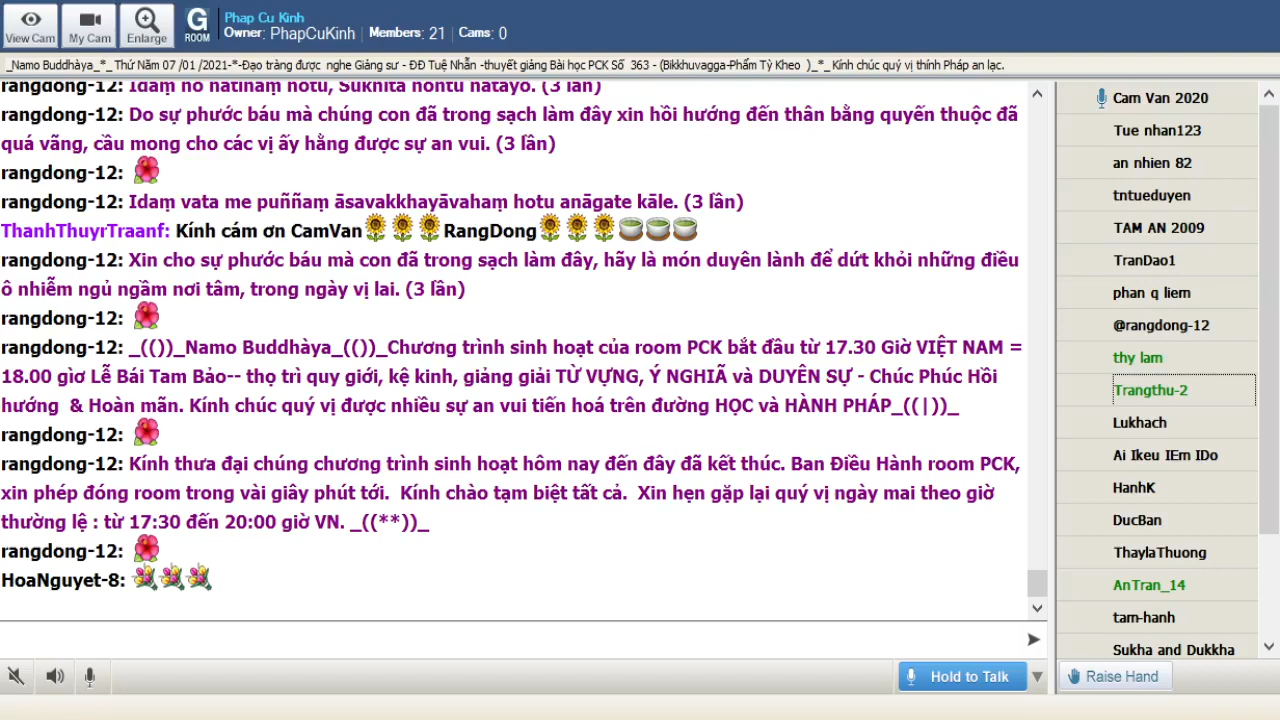 View Cam
My Cam
Enlarge
G
ROOM
Phap Cu Kinh
Owner: PhapCuKinh Members: 21 Cams: 0
_Namo Buddhàya_*_ Thứ Năm 07 /01 /2021-*-Đạo tràng được nghe Giảng sư - ĐĐ Tuệ Nhẫn -thuyết giảng Bài học PCK Số 363 - (Bikkhuvagga-Phẩm Tỳ Kheo )_*_ Kính chúc quý vị thính Pháp an lạc.
rangdong-12: Idaṃ no ñātīnaṃ hotu, Sukhitā hontu ñātayo. (3 lần)
rangdong-12: Do sự phước báu mà chúng con đã trong sạch làm đây xin hồi hướng đến thân bằng quyến thuộc đã
quá vãng, cầu mong cho các vị ấy hằng được sự an vui. (3 lần)
rangdong-12:
rangdong-12: Idaṃ vata me puññaṃ āsavakkhayāvahaṃ hotu anāgate kāle. (3 lần)
ThanhThuyrTraanf: Kính cám ơn CamVan RangDong
rangdong-12: Xin cho sự phước báu mà con đã trong sạch làm đây, hãy là món duyên lành để dứt khỏi những điều
ô nhiễm ngủ ngầm nơi tâm, trong ngày vị lai. (3 lần)
rangdong-12:
rangdong-12: _(())_Namo Buddhàya_(())_Chương trình sinh hoạt của room PCK bắt đầu từ 17.30 Giờ VIỆT NAM =
18.00 giơ Lễ Bái Tam Bảo-- thọ trì quy giới, kệ kinh, giảng giải TỪ VỰNG, Ý NGHIÃ và DUYÊN SỰ - Chúc Phúc Hồi
hướng & Hoàn mãn. Kính chúc quý vị được nhiều sự an vui tiến hoá trên đường HỌC và HÀNH PHÁP_((|))_
rangdong-12:
rangdong-12: Kính thưa đại chúng chương trình sinh hoạt hôm nay đến đây đã kết thúc. Ban Điều Hành room PCK,
xin phép đóng room trong vài giây phút tới. Kính chào tạm biệt tất cả. Xin hẹn gặp lại quý vị ngày mai theo giờ
thường lệ : từ 17:30 đến 20:00 giờ VN. _((**))_
rangdong-12:
HoaNguyet-8:
Cam Van 2020
Tue nhan123
an nhien 82
tntueduyen
TAM AN 2009
TranDao1
phan q liem
@rangdong-12
thy lam
Trangthu-2
Lukhach
Ai Ikeu IEm IDo
HanhK
DucBan
ThaylaThuong
AnTran_14
tam-hanh
Sukha and Dukkha
Hold to Talk
Raise Hand